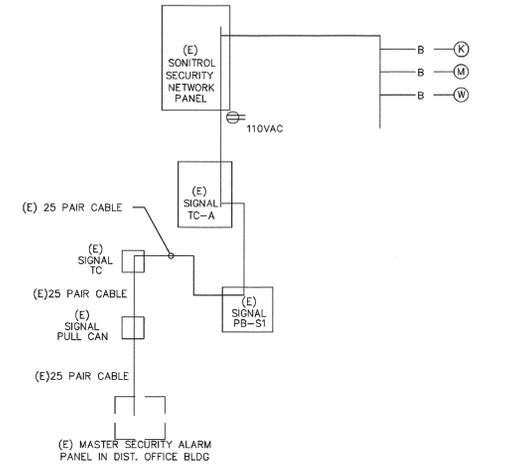 (E)
SONITROL
SECURITY
NETWORK
PANEL
B K
B M
B W
110VAC
(E)
SIGNAL
TC-A
(E) 25 PAIR CABLE
(E)
SIGNAL
TC
(E)25 PAIR CABLE
(E)
SIGNAL
PB-S1
(E)
SIGNAL
PULL CAN
(E)25 PAIR CABLE
(E) MASTER SECURITY ALARM
PANEL IN DIST. OFFICE BLDG